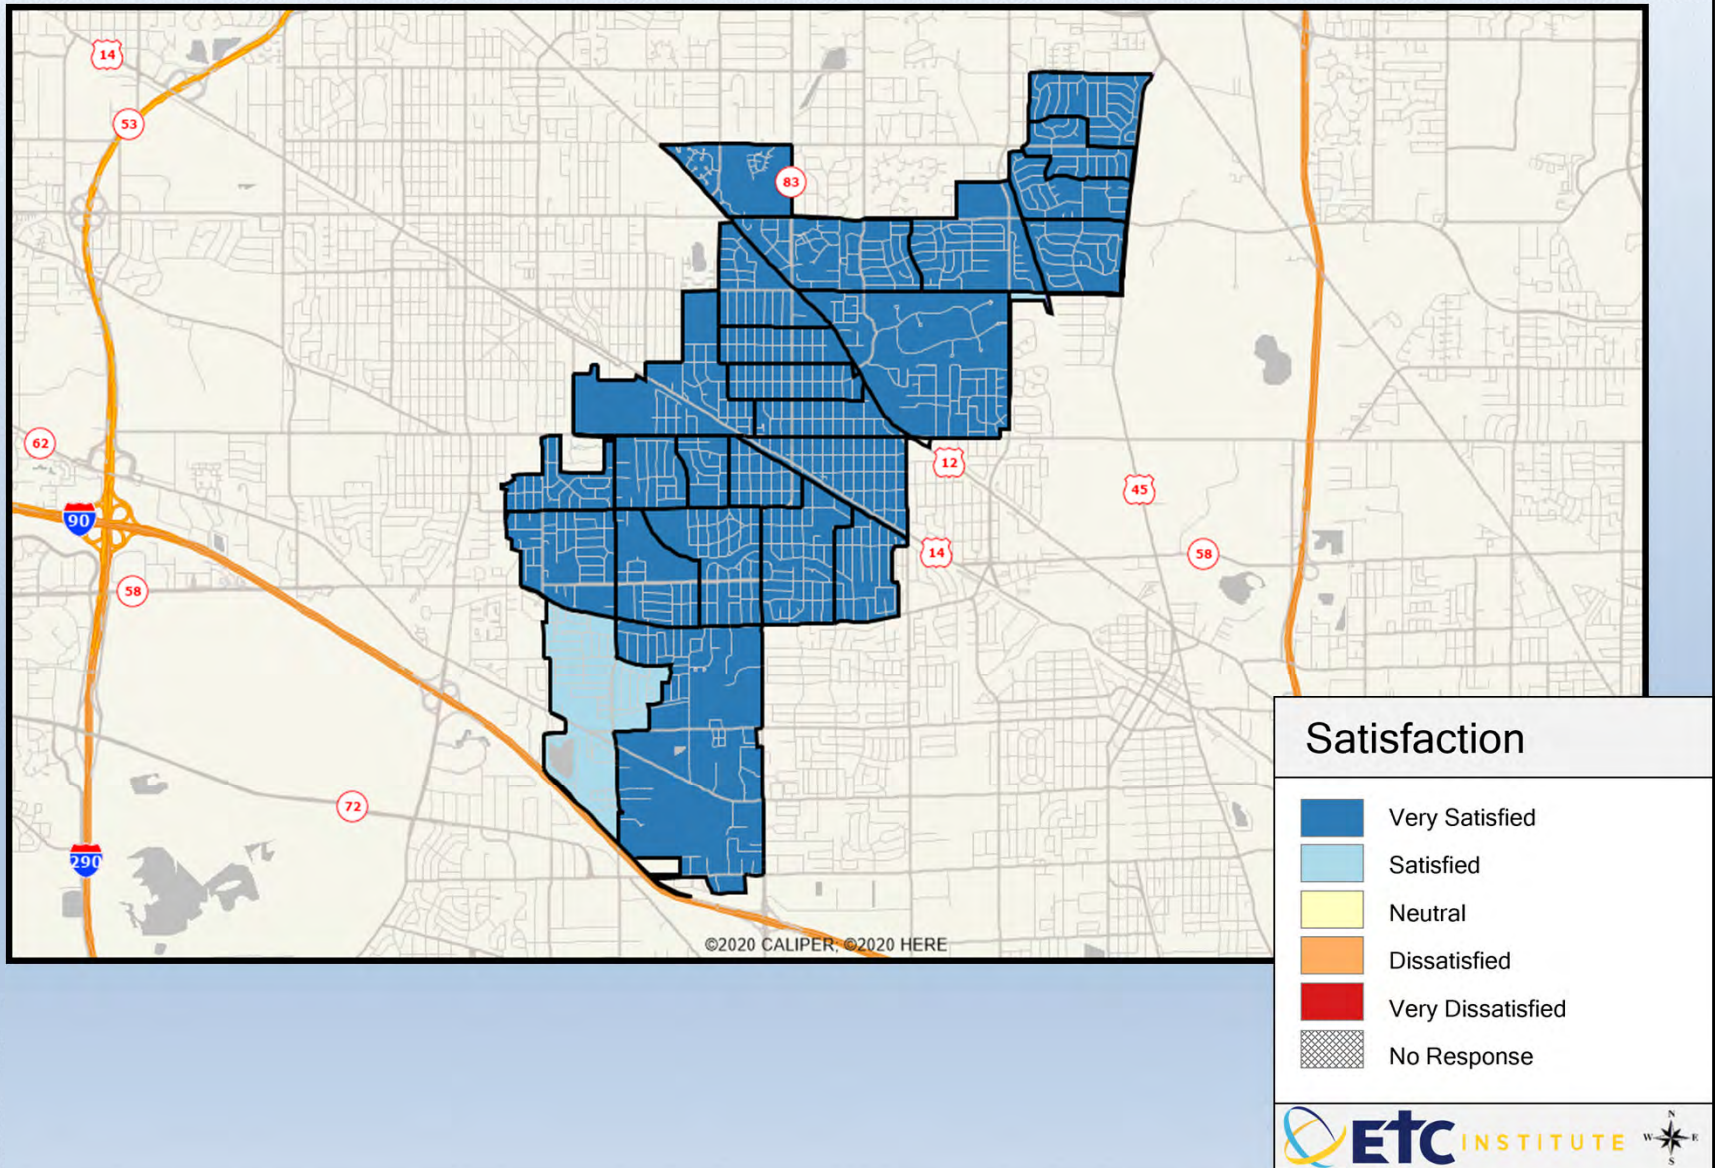 14
53
83
62
12
45
90
14
58
58
72
290
©2020 CALIPER; ©2020 HERE
Satisfaction
Very Satisfied
Satisfied
Neutral
Dissatisfied
Very Dissatisfied
No Response
ETC INSTITUTE
N
W E
S